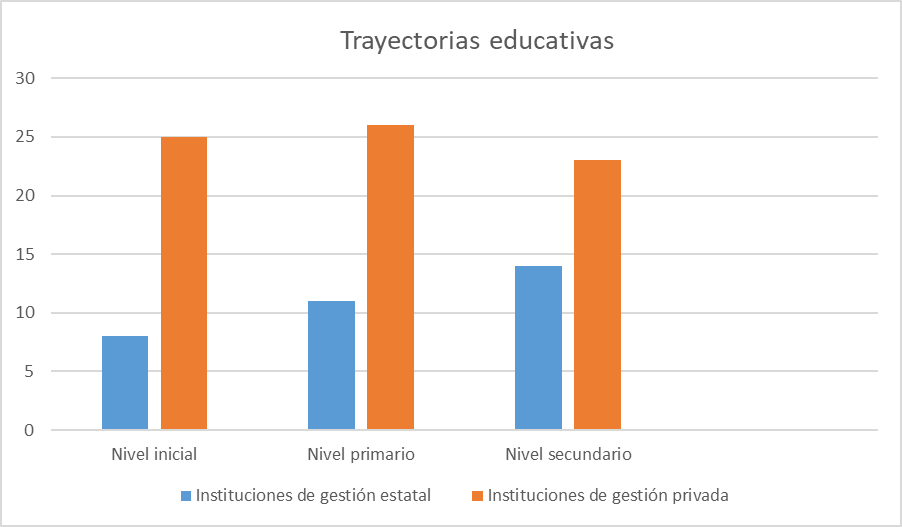 Trayectorias educativas
30
25
20
15
10
5
0
Nivel inicial Nivel primario Nivel secundario
Instituciones de gestión estatal Instituciones de gestión privada